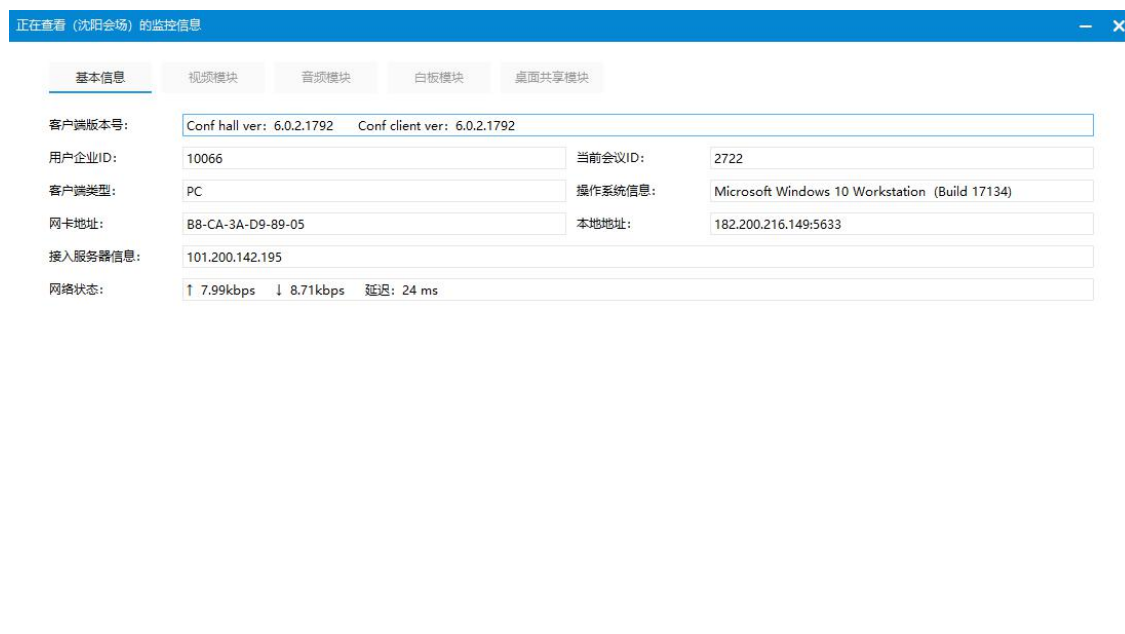 正在查看（沈阳会场）的监控信息
基本信息 视频模块 音频模块 白板模块 桌面共享模块
客户端版本号： Conf hall ver: 6.0.2.1792 Conf client ver: 6.0.2.1792
用户企业ID： 10066 当前会议ID： 2722
客户端类型： PC 操作系统信息： Microsoft Windows 10 Workstation (Build 17134)
网卡地址： B8-CA-3A-D9-89-05 本地地址： 182.200.216.149:5633
接入服务器信息： 101.200.142.195
网络状态： ↑ 7.99kbps ↓ 8.71kbps 延迟：24 ms